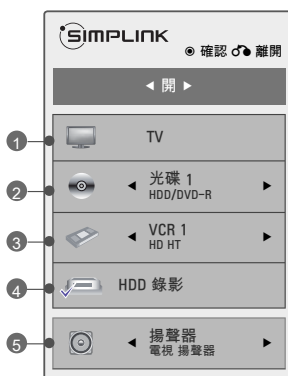 SIMPLINK
◉ 確認 離開
◀ 開 ▶
1 TV
2 ◀ 光碟 1 ▶
HDD/DVD-R
3 ◀ VCR 1 ▶
HD HT
4 HDD 錄影
5 ◀ 揚聲器 ▶
電視 揚聲器